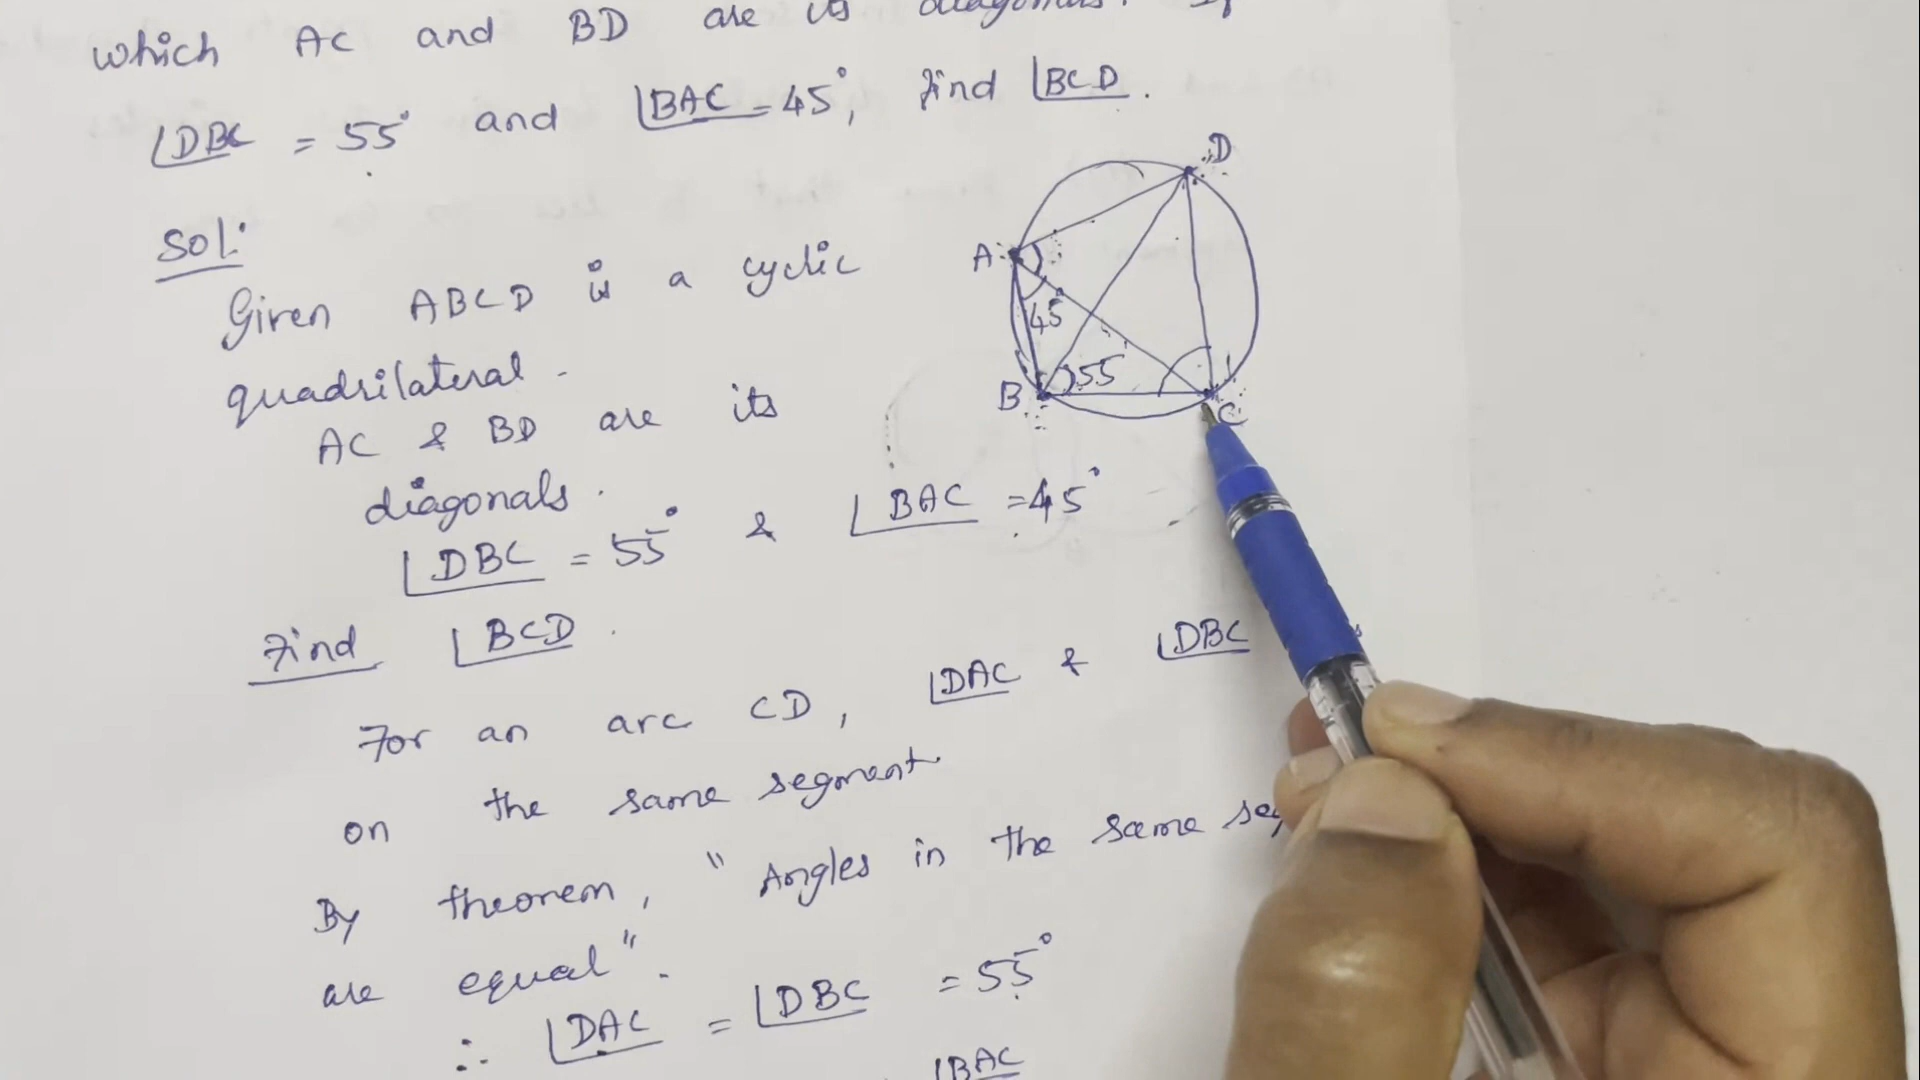 which AC and BD are its diagonals. If
∠DBC = 55° and ∠BAC = 45°, find ∠BCD.
Sol:
Given ABCD is a cyclic
quadrilateral.
AC & BD are its
diagonals.
∠DBC = 55° & ∠BAC = 45°
Find ∠BCD.
For an arc CD, ∠DAC & ∠DBC
on the same segment
By theorem, "Angles in the same
are equal".
∴ ∠DAC = ∠DBC = 55°
∠BAC
D
A
45
B
55
C